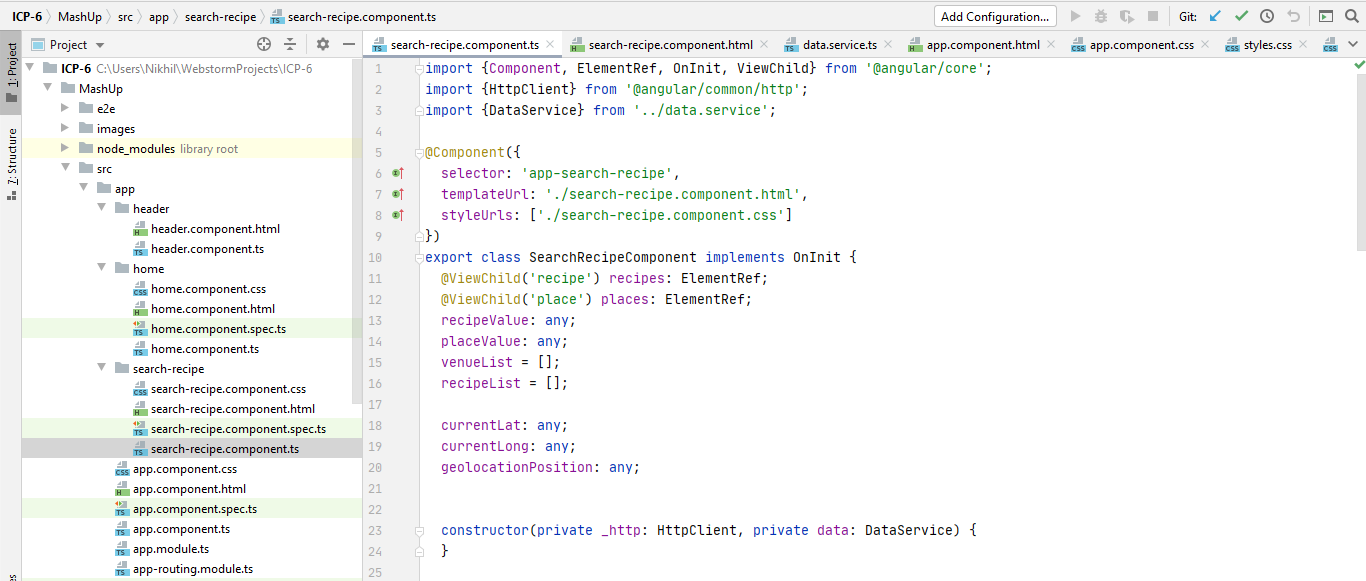 ICP-6 MashUp src app search-recipe search-recipe.component.ts Add Configuration... Git:
1: Project
7: Structure
Project
ICP-6 C:\Users\Nikhil\WebstormProjects\ICP-6
MashUp
e2e
images
node_modules library root
src
app
header
header.component.html
header.component.ts
home
home.component.css
home.component.html
home.component.spec.ts
home.component.ts
search-recipe
search-recipe.component.css
search-recipe.component.html
search-recipe.component.spec.ts
search-recipe.component.ts
app.component.css
app.component.html
app.component.spec.ts
app.component.ts
app.module.ts
app-routing.module.ts
search-recipe.component.ts search-recipe.component.html data.service.ts app.component.html app.component.css styles.css
1 import {Component, ElementRef, OnInit, ViewChild} from '@angular/core';
2 import {HttpClient} from '@angular/common/http';
3 import {DataService} from '../data.service';
4
5 @Component({
6 selector: 'app-search-recipe',
7 templateUrl: './search-recipe.component.html',
8 styleUrls: ['./search-recipe.component.css']
9 })
10 export class SearchRecipeComponent implements OnInit {
11 @ViewChild('recipe') recipes: ElementRef;
12 @ViewChild('place') places: ElementRef;
13 recipeValue: any;
14 placeValue: any;
15 venueList = [];
16 recipeList = [];
17
18 currentLat: any;
19 currentLong: any;
20 geolocationPosition: any;
21
22
23 constructor(private _http: HttpClient, private data: DataService) {
24 }
25